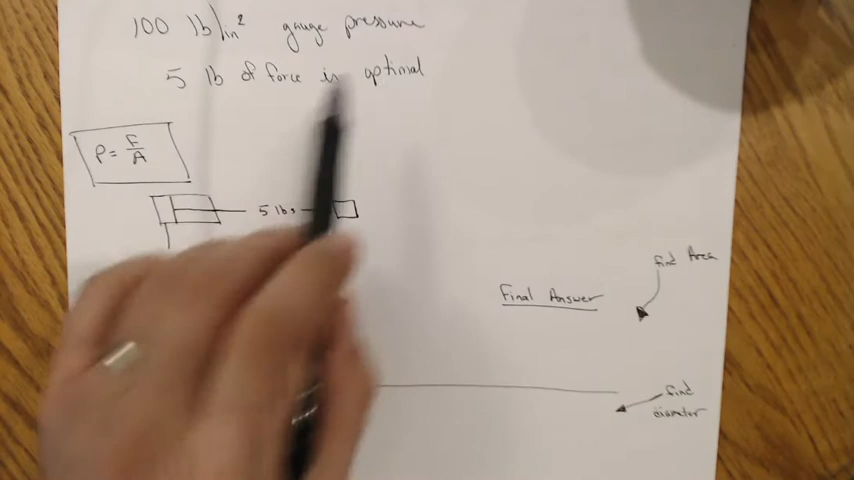 100 lb/in² gauge pressure
5 lb of force is optimal
P = F/A
5 lbs
find Area
Final Answer
find
diameter